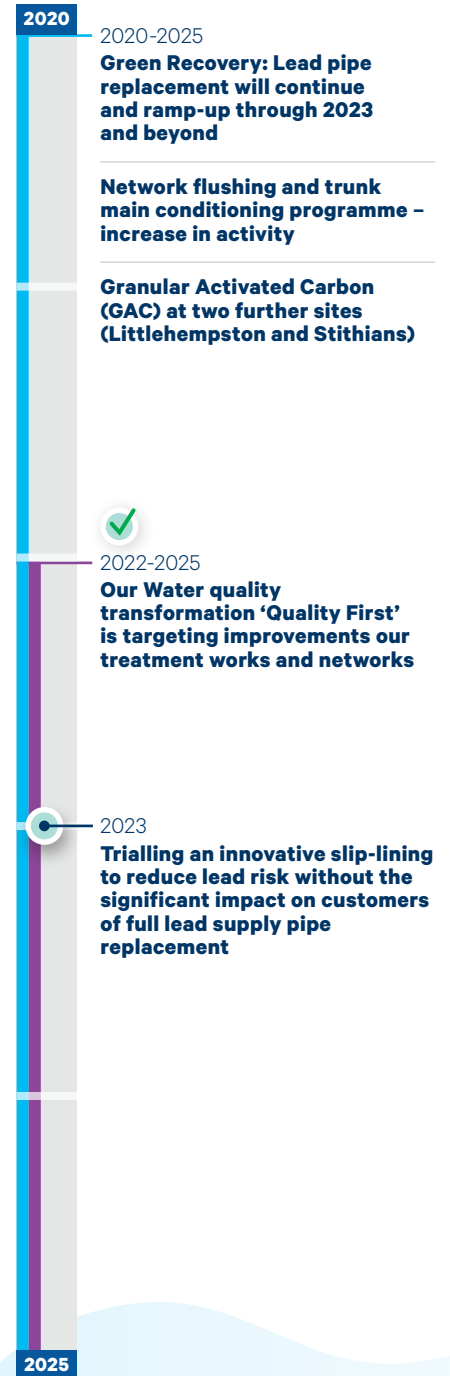 2020
2020-2025
Green Recovery: Lead pipe
replacement will continue
and ramp-up through 2023
and beyond
Network flushing and trunk
main conditioning programme –
increase in activity
Granular Activated Carbon
(GAC) at two further sites
(Littlehempston and Stithians)
2022-2025
Our Water quality
transformation ‘Quality First’
is targeting improvements our
treatment works and networks
2023
Trialling an innovative slip-lining
to reduce lead risk without the
significant impact on customers
of full lead supply pipe
replacement
2025